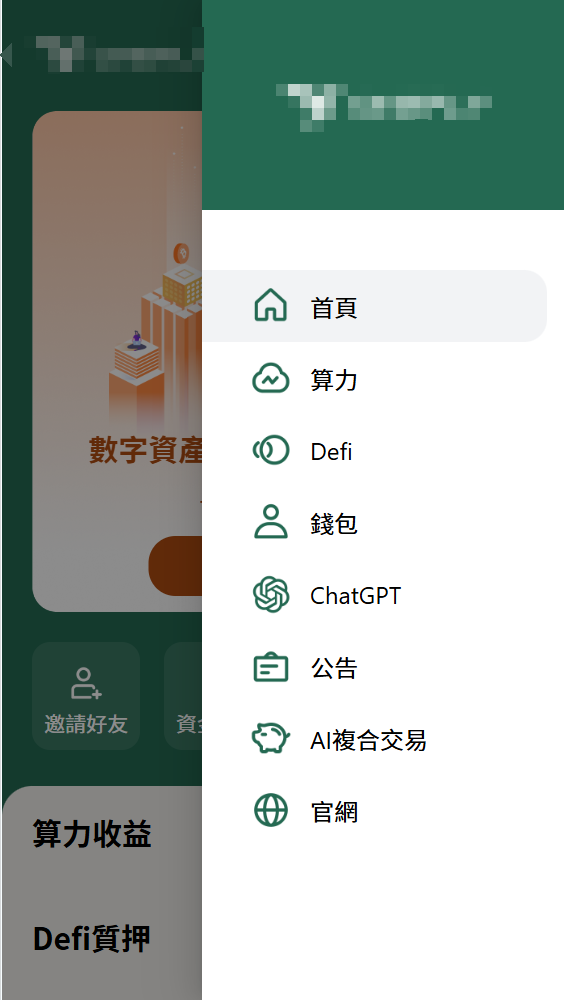 首頁
算力
Defi
錢包
ChatGPT
公告
AI複合交易
官網
數字資產
邀請好友
資
算力收益
Defi質押